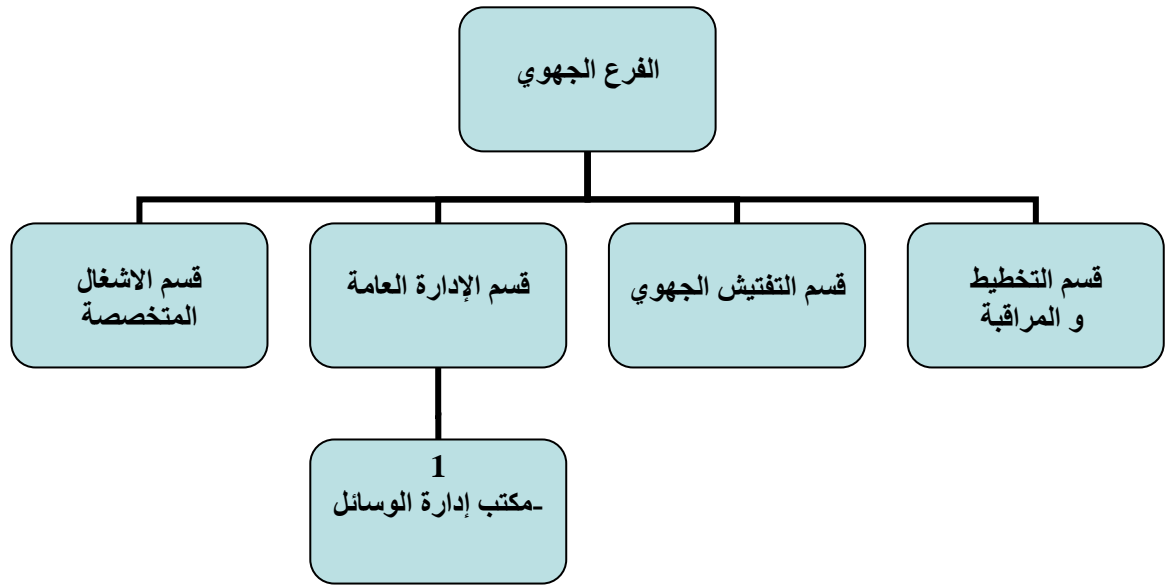 الفرع الجهوي
قسم التخطيط
و المراقبة
قسم التفتيش الجهوي
قسم الإدارة العامة
قسم الاشغال
المتخصصة
1
-مكتب إدارة الوسائل